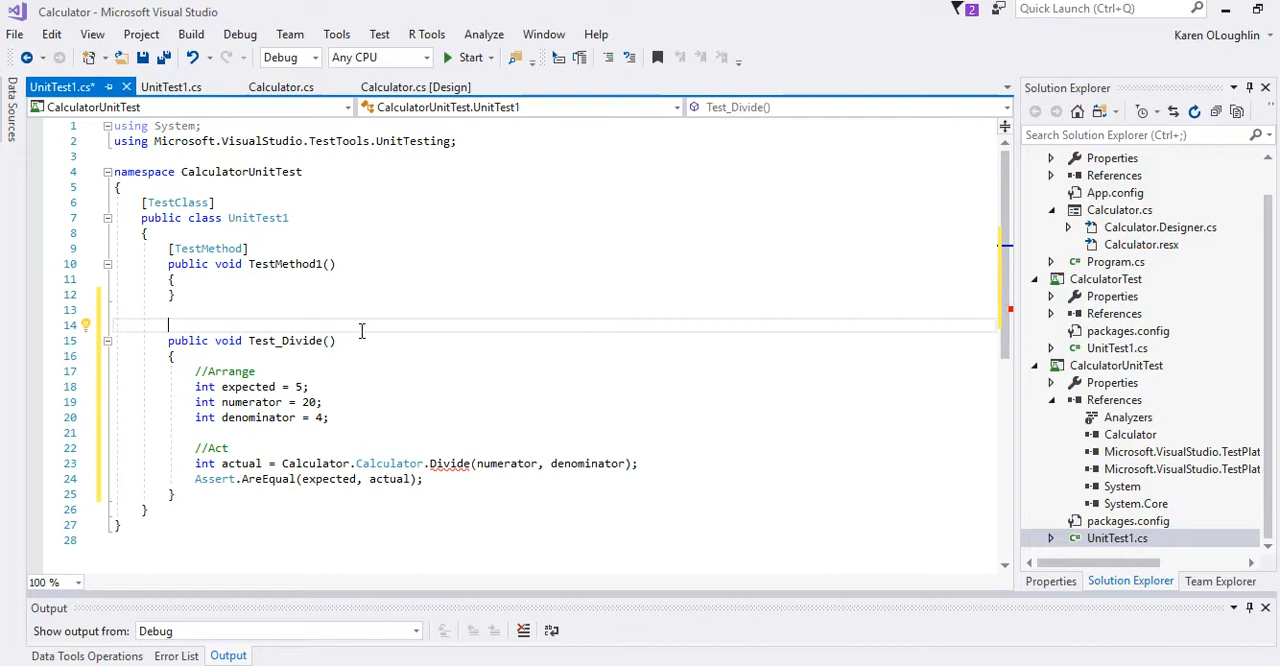 Calculator - Microsoft Visual Studio
2
Quick Launch (Ctrl+Q)
File Edit View Project Build Debug Team Tools Test R Tools Analyze Window Help
Karen OLoughlin
Debug Any CPU Start
UnitTest1.cs* UnitTest1.cs Calculator.cs Calculator.cs [Design]
CalculatorUnitTest CalculatorUnitTest.UnitTest1 Test_Divide()
Data Sources
1 using System;
2 using Microsoft.VisualStudio.TestTools.UnitTesting;
3
4 namespace CalculatorUnitTest
5 {
6 [TestClass]
7 public class UnitTest1
8 {
9 [TestMethod]
10 public void TestMethod1()
11 {
12 }
13
14
15 public void Test_Divide()
16 {
17 //Arrange
18 int expected = 5;
19 int numerator = 20;
20 int denominator = 4;
21
22 //Act
23 int actual = Calculator.Calculator.Divide(numerator, denominator);
24 Assert.AreEqual(expected, actual);
25 }
26 }
27 }
28
100 %
Solution Explorer
Search Solution Explorer (Ctrl+;)
Properties
References
App.config
Calculator.cs
Calculator.Designer.cs
Calculator.resx
C# Program.cs
CalculatorTest
Properties
References
packages.config
C# UnitTest1.cs
CalculatorUnitTest
Properties
References
Analyzers
Calculator
Microsoft.VisualStudio.TestPlat
Microsoft.VisualStudio.TestPlat
System
System.Core
packages.config
C# UnitTest1.cs
Properties Solution Explorer Team Explorer
Output
Show output from: Debug
Data Tools Operations Error List Output